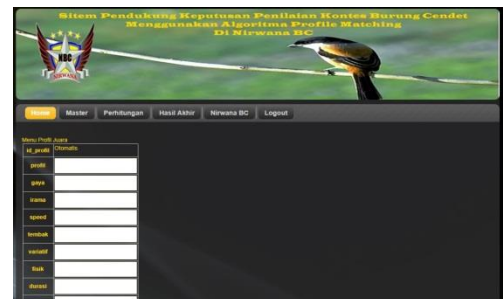 Sitem Pendukung Keputusan Penilaian Kontes Burung Cendet
Menggunakan Algoritma Profile Matching
Di Nirwana BC
NBC
NIRWANA
Home Master Perhitungan Hasil Akhir Nirwana BC Logout
Menu Profil Juara
id_profil Otomatis
profil
gaya
irama
speed
tembak
variatif
fisik
durasi